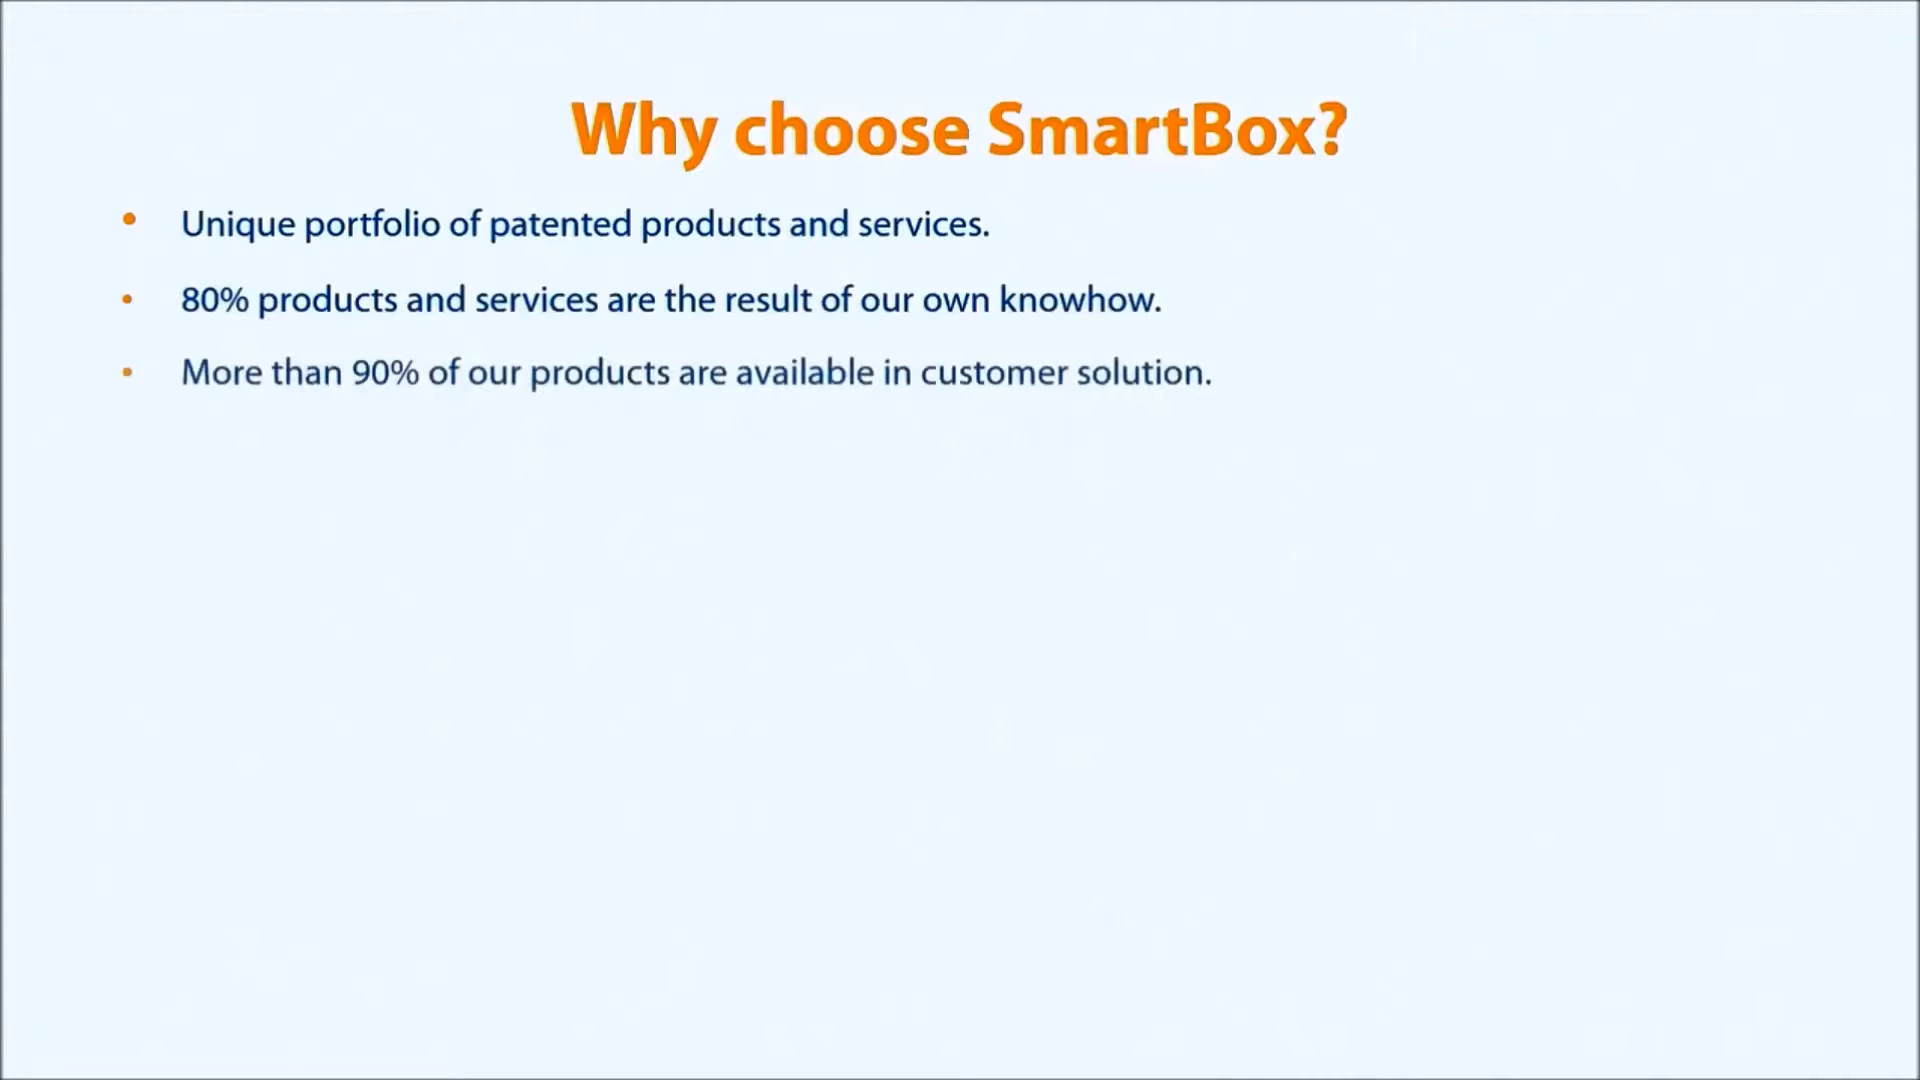 Why choose SmartBox?
• Unique portfolio of patented products and services.
• 80% products and services are the result of our own knowhow.
• More than 90% of our products are available in customer solution.